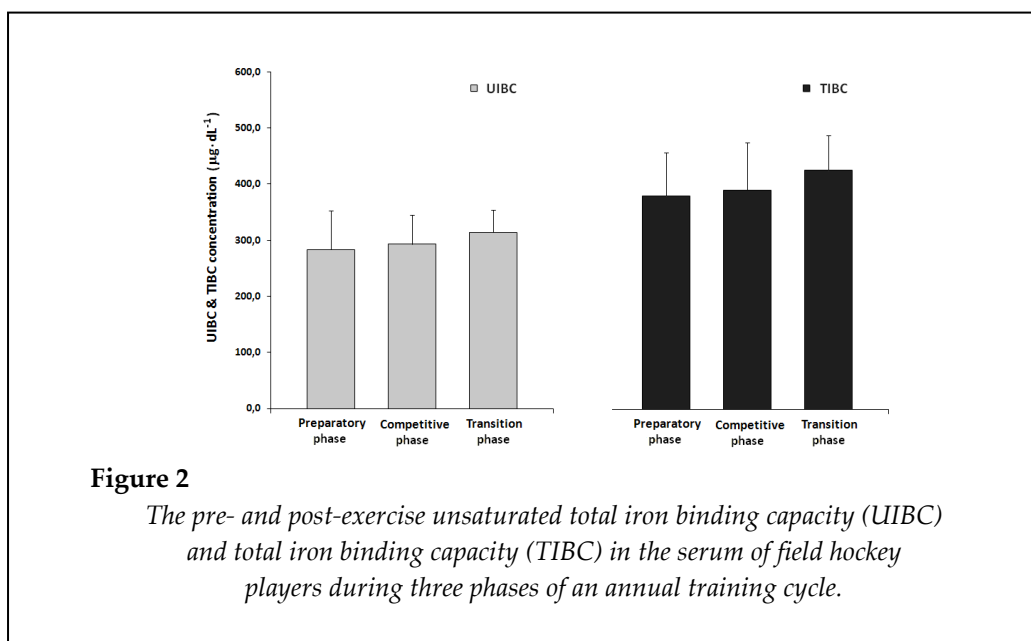 600,0
UIBC
TIBC
500,0
400,0
300,0
200,0
100,0
0,0
UIBC & TIBC concentration (µg·dL⁻¹)
Preparatory phase
Competitive phase
Transition phase
Preparatory phase
Competitive phase
Transition phase
Figure 2
The pre- and post-exercise unsaturated total iron binding capacity (UIBC)
and total iron binding capacity (TIBC) in the serum of field hockey
players during three phases of an annual training cycle.